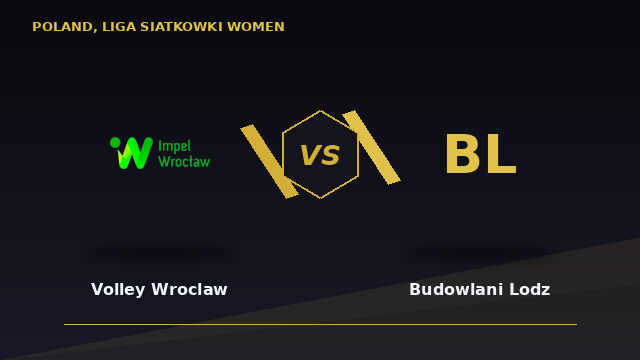 POLAND, LIGA SIATKOWKI WOMEN
Impel
Wrocław
VS
BL
Volley Wroclaw
Budowlani Lodz